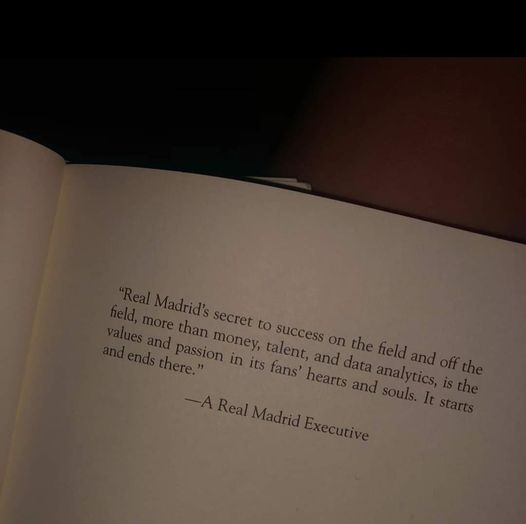 “Real Madrid’s secret to success on the field and off the
field, more than money, talent, and data analytics, is the
values and passion in its fans’ hearts and souls. It starts
and ends there.”
—A Real Madrid Executive